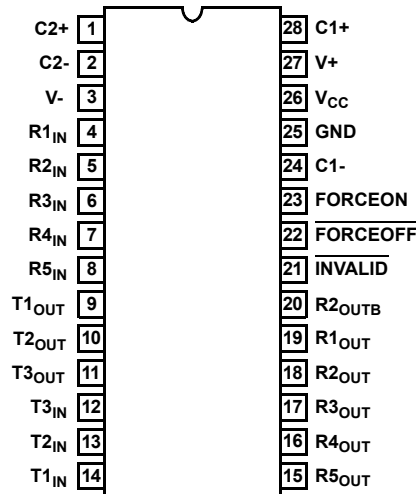 C2+ 1 28 C1+
C2- 2 27 V+
V- 3 26 VCC
R1IN 4 25 GND
R2IN 5 24 C1-
R3IN 6 23 FORCEON
R4IN 7 22 FORCEOFF
R5IN 8 21 INVALID
T1OUT 9 20 R2OUTB
T2OUT 10 19 R1OUT
T3OUT 11 18 R2OUT
T3IN 12 17 R3OUT
T2IN 13 16 R4OUT
T1IN 14 15 R5OUT